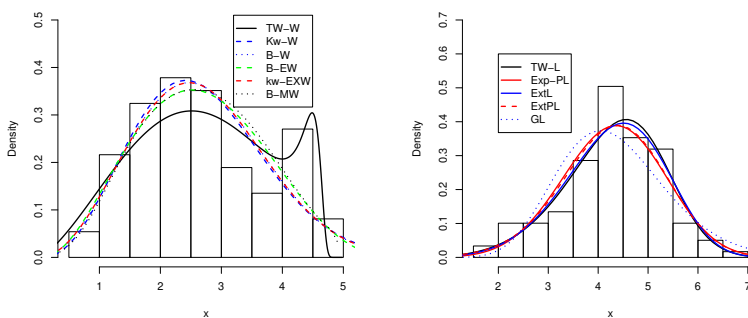 TW−W
Kw−W
B−W
B−EW
kw−EXW
B−MW
Density
0.5
0.4
0.3
0.2
0.1
0.0
1 2 3 4 5
x
TW−L
Exp−PL
ExtL
ExtPL
GL
Density
0.7
0.6
0.5
0.4
0.3
0.2
0.1
0.0
2 3 4 5 6 7
x